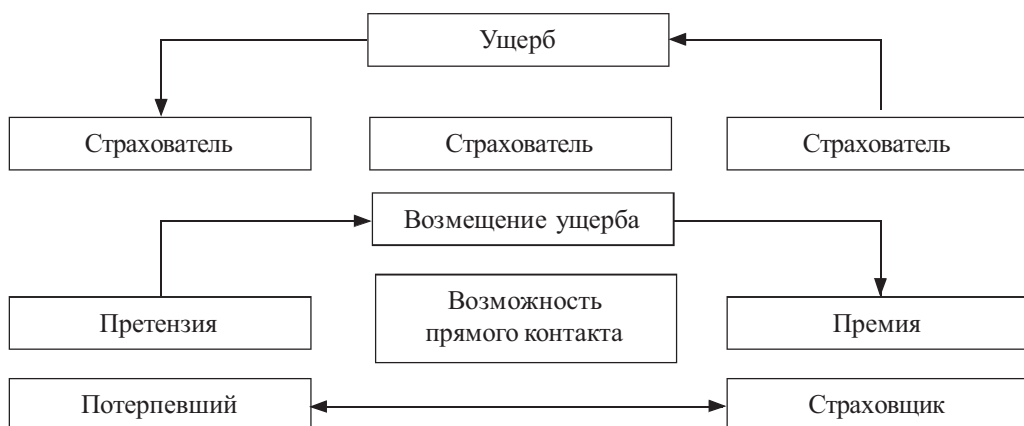 Ущерб
Страхователь
Страхователь
Страхователь
Возмещение ущерба
Претензия
Возможность
прямого контакта
Премия
Потерпевший
Страховщик